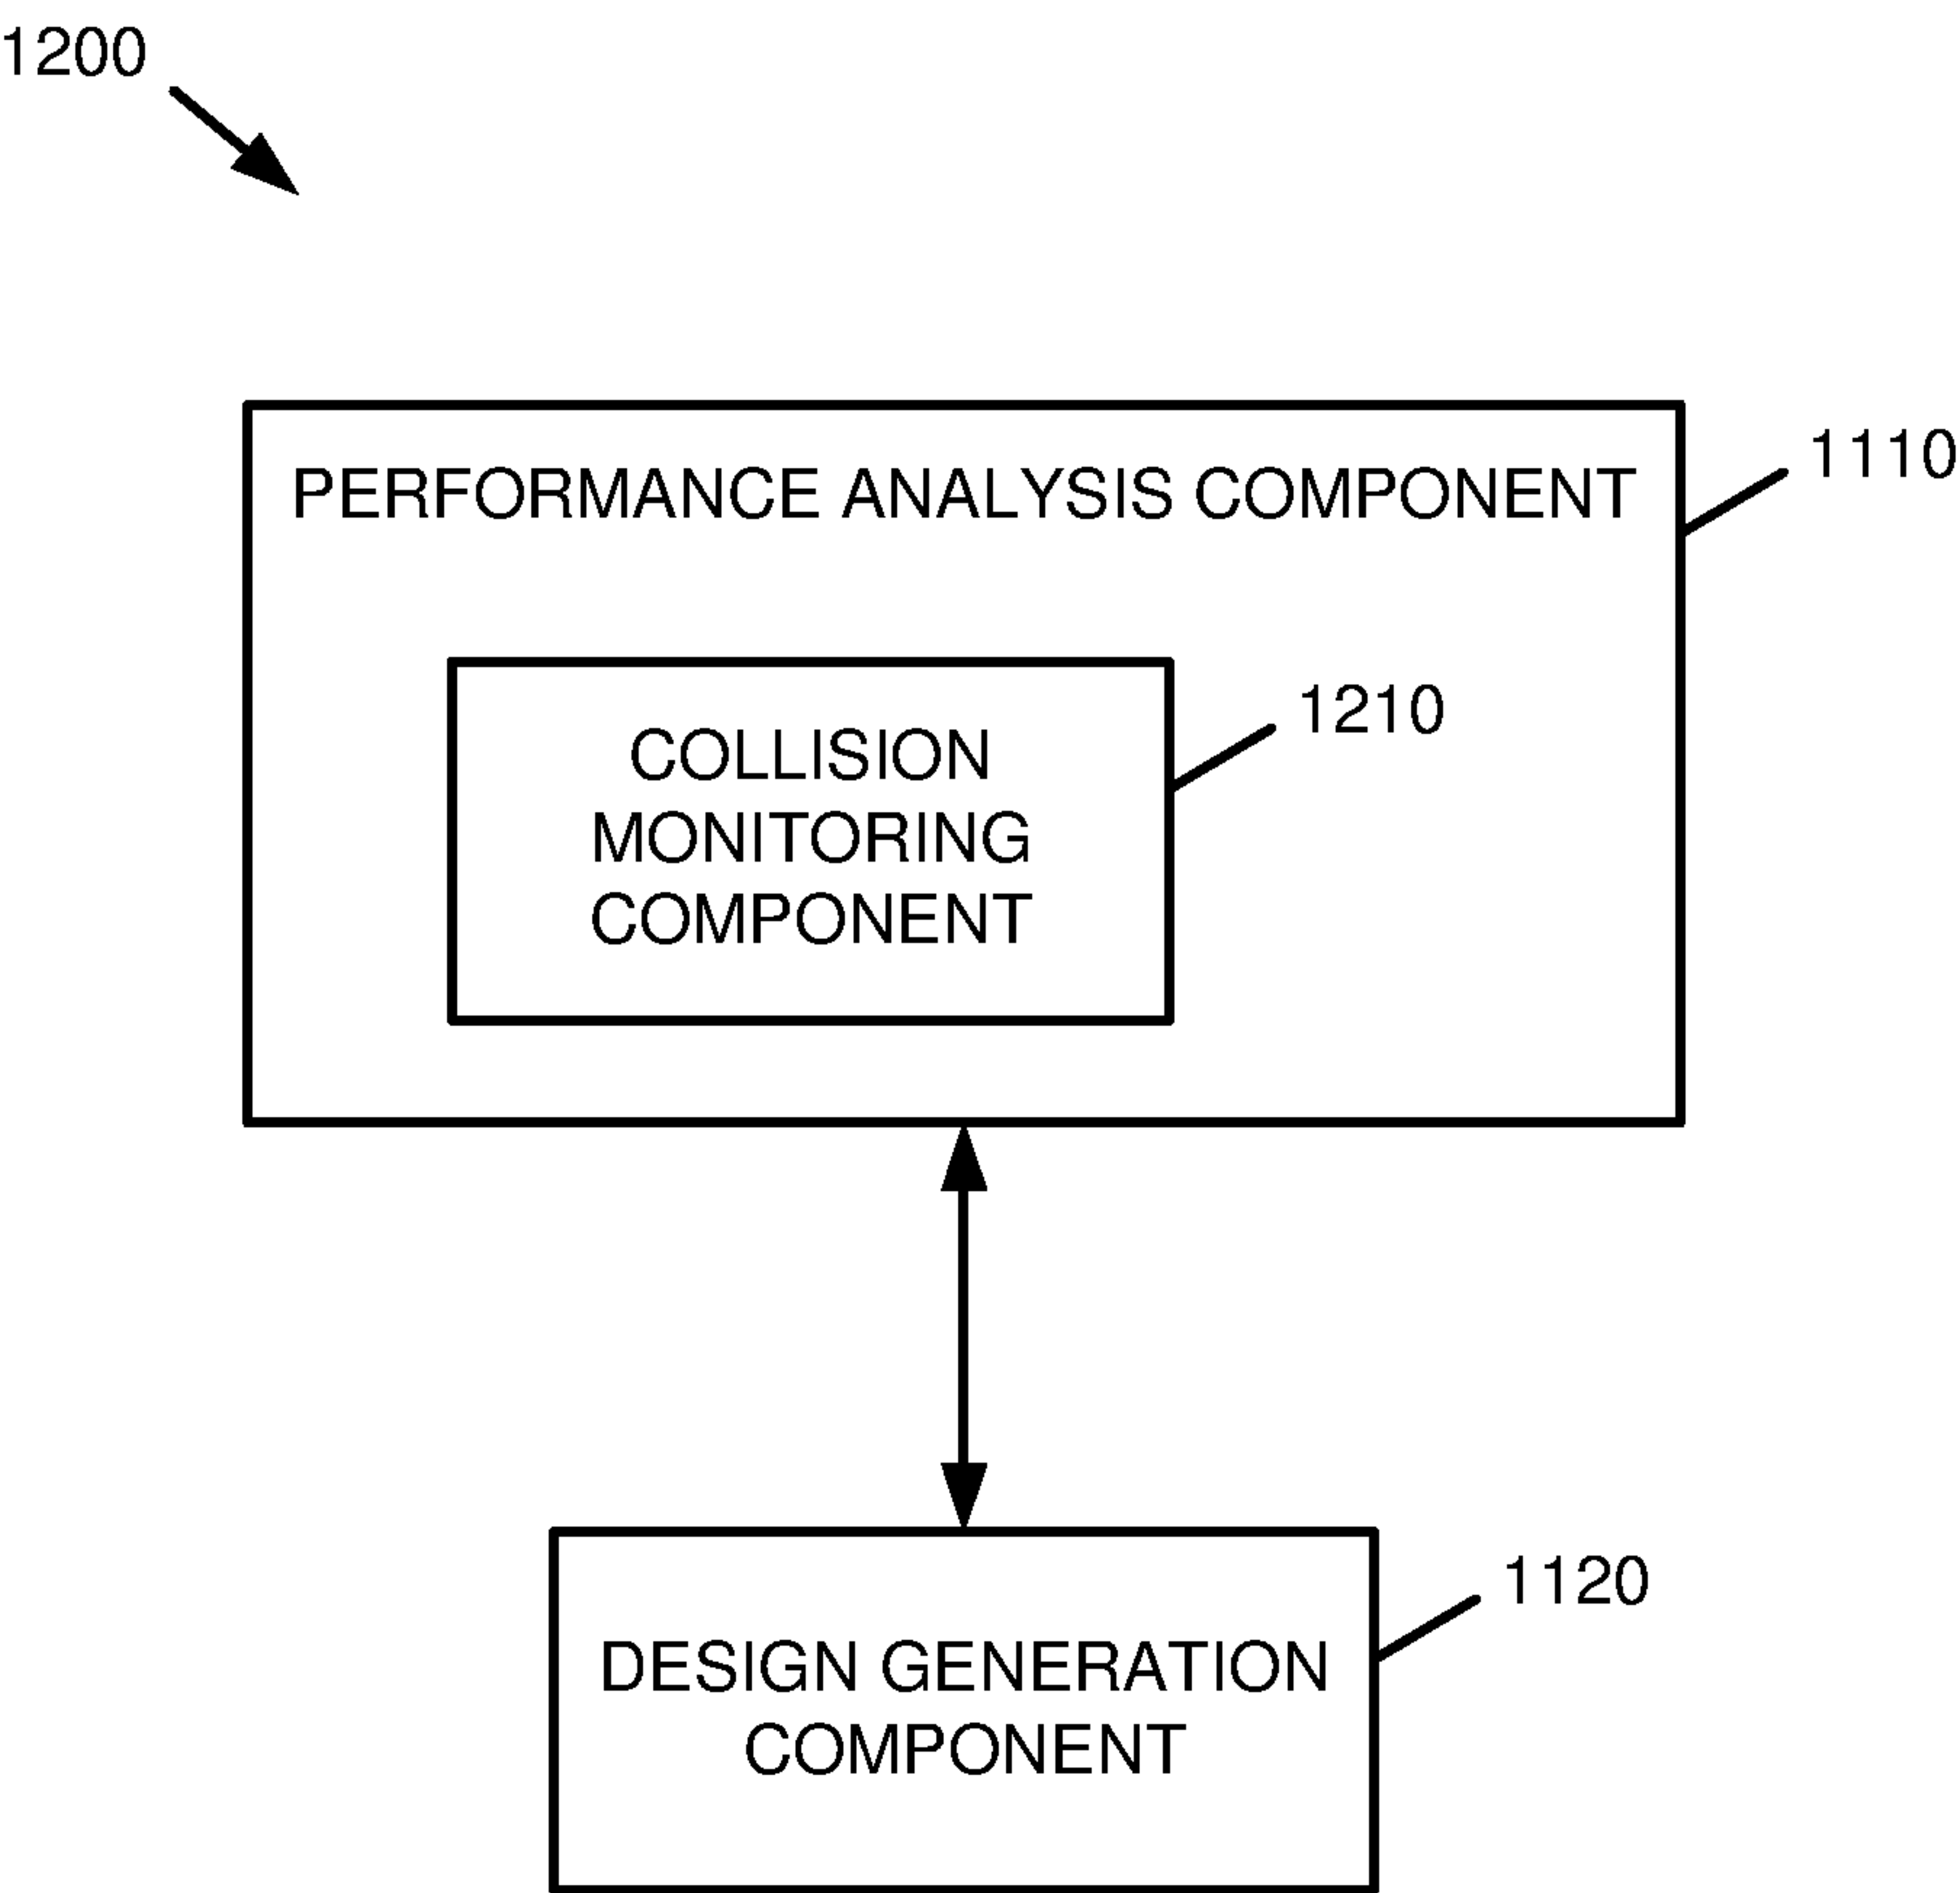 1200
PERFORMANCE ANALYSIS COMPONENT
1110
COLLISION
MONITORING
COMPONENT
1210
DESIGN GENERATION
COMPONENT
1120